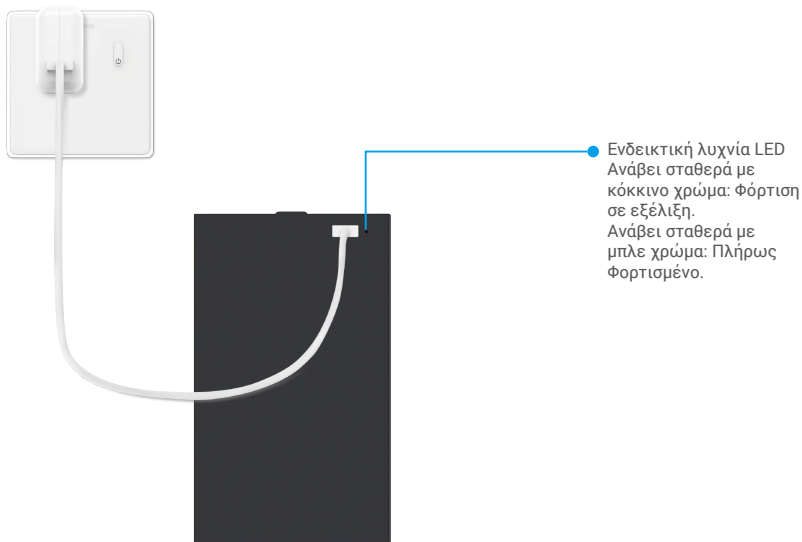 Ενδεικτική λυχνία LED
Ανάβει σταθερά με
κόκκινο χρώμα: Φόρτιση
σε εξέλιξη.
Ανάβει σταθερά με
μπλε χρώμα: Πλήρως
Φορτισμένο.